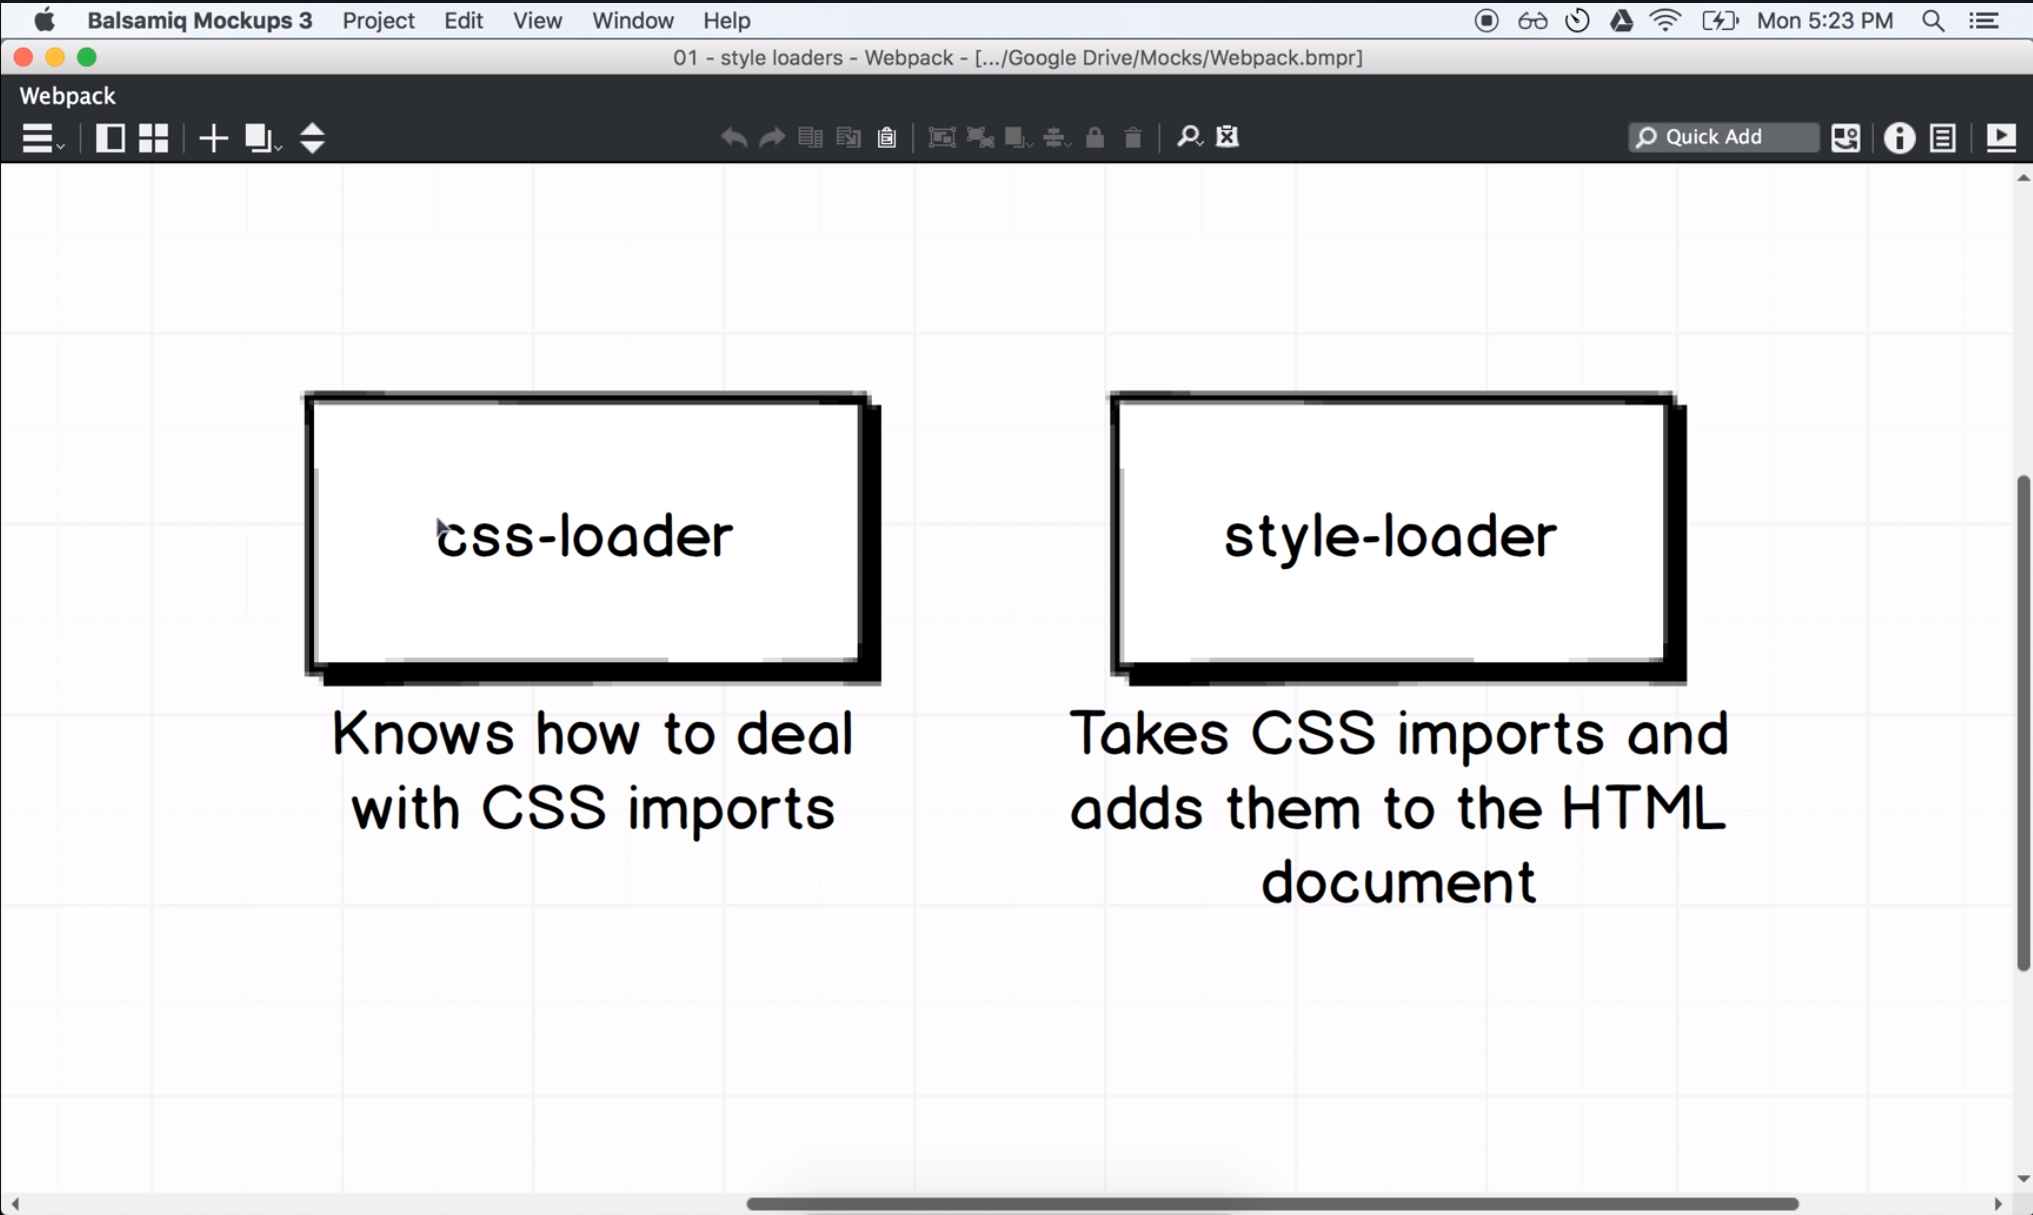 Balsamiq Mockups 3 Project Edit View Window Help Mon 5:23 PM
01 - style loaders - Webpack - [.../Google Drive/Mocks/Webpack.bmpr]
Webpack
Quick Add
css-loader
style-loader
Knows how to deal
with CSS imports
Takes CSS imports and
adds them to the HTML
document